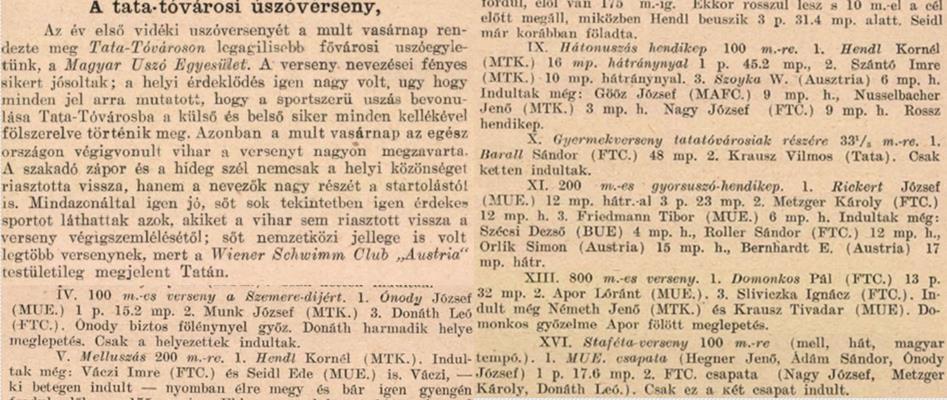 A tata-tóvárosi úszóverseny,
Az év első vidéki uszóversenyét a mult vasárnap ren-
dezte meg Tata-Tóvároson legagilisebb fővárosi uszóegyle-
tünk, a Magyar Uszó Egyesület. A verseny nevezései fényes
sikert jósoltak; a helyi érdeklődés igen nagy volt, ugy hogy
minden jel arra mutatott, hogy a sportszerü uszás bevonu-
lása Tata-Tóvárosba a külső és belső siker minden kellékével
fölszerelve történik meg. Azonban a mult vasárnap az egész
országon végigvonult vihar a versenyt nagyon megzavarta.
A szakadó zápor és a hideg szél nemcsak a helyi közönséget
riasztotta vissza, hanem a nevezők nagy részét a startolástól
is. Mindazonáltal igen jó, sőt sok tekintetben igen érdekes
sportot láthattak azok, akiket a vihar sem riasztott vissza a
verseny végigszemlélésétől; sőt nemzetközi jellege is volt
legtöbb versenynek, mert a Wiener Schwimm Club „Austria“
testületileg megjelent Tatán.
IV. 100 m.-es verseny a Szemere-dijért. 1. Ónody József
(MUE.) 1 p. 15.2 mp. 2. Munk József (MTK.) 3. Donáth Leó
(FTC.). Ónody biztos fölénynyel győz. Donáth harmadik helye
meglepetés. Csak a helyezettek indultak.
V. Melluszás 200 m.-re. 1. Hendl Kornél (MTK.). Indul-
tak még: Váczi Imre (FTC.) és Seidl Ede (MUE.) is. Váczi, —
ki betegen indult — nyomban élre megy és bár igen gyengén
fordul, elől van 175 m.-ig. Ekkor rosszul lesz s 10 m.-el a cél
előtt megáll, miközben Hendl beuszik 3 p. 31.4 mp. alatt. Seidl
már korábban föladta.
IX. Hátonuszás hendikep 100 m.-re. 1. Hendl Kornél
(MTK.) 16 mp. hátránynyal 1 p. 45.2 mp., 2. Szántó Imre
(MTK.) 10 mp. hátránynyal. 3. Szoyka W. (Ausztria) 6 mp. h.
Indultak még: Gööz József (MAFC.) 9 mp. h., Nusselbacher
Jenő (MTK.) 3 mp. h. Nagy József (FTC.) 9 mp. h. Rossz
hendikep.
X. Gyermekverseny tatatóvárosiak részére 33⅓ m.-re. 1.
Barall Sándor (FTC.) 48 mp. 2. Krausz Vilmos (Tata). Csak
ketten indultak.
XI. 200 m.-es gyorsuszó-hendikep. 1. Rickert József
(MUE.) 12 mp. hátr.-al 3 p. 23 mp. 2. Metzger Károly (FTC.)
12 mp. h. 3. Friedmann Tibor (MUE.) 6 mp. h. Indultak még:
Szécsi Dezső (BUE) 4 mp. h., Roller Sándor (FTC.) 12 mp. h.,
Orlik Simon (Austria) 15 mp. h., Bernhardt E. (Austria) 17
mp. hátr.
XIII. 800 m.-es verseny. 1. Domonkos Pál (FTC.) 13 p.
32 mp. 2. Apor Lóránt (MUE.). 3. Sliviczka Ignácz (FTC.). In-
dult még Németh Jenő (MTK.) és Krausz Tivadar (MUE). Do-
monkos győzelme Apor fölött meglepetés.
XVI. Staféta-verseny 100 m.-re (mell, hát, magyar
tempó.). 1. MUE. csapata (Hegner Jenő, Ádám Sándor, Ónody
József) 1 p. 17.6 mp. 2. FTC. csapata (Nagy József, Metzger
Károly, Donáth Leó.). Csak ez a két csapat indult.